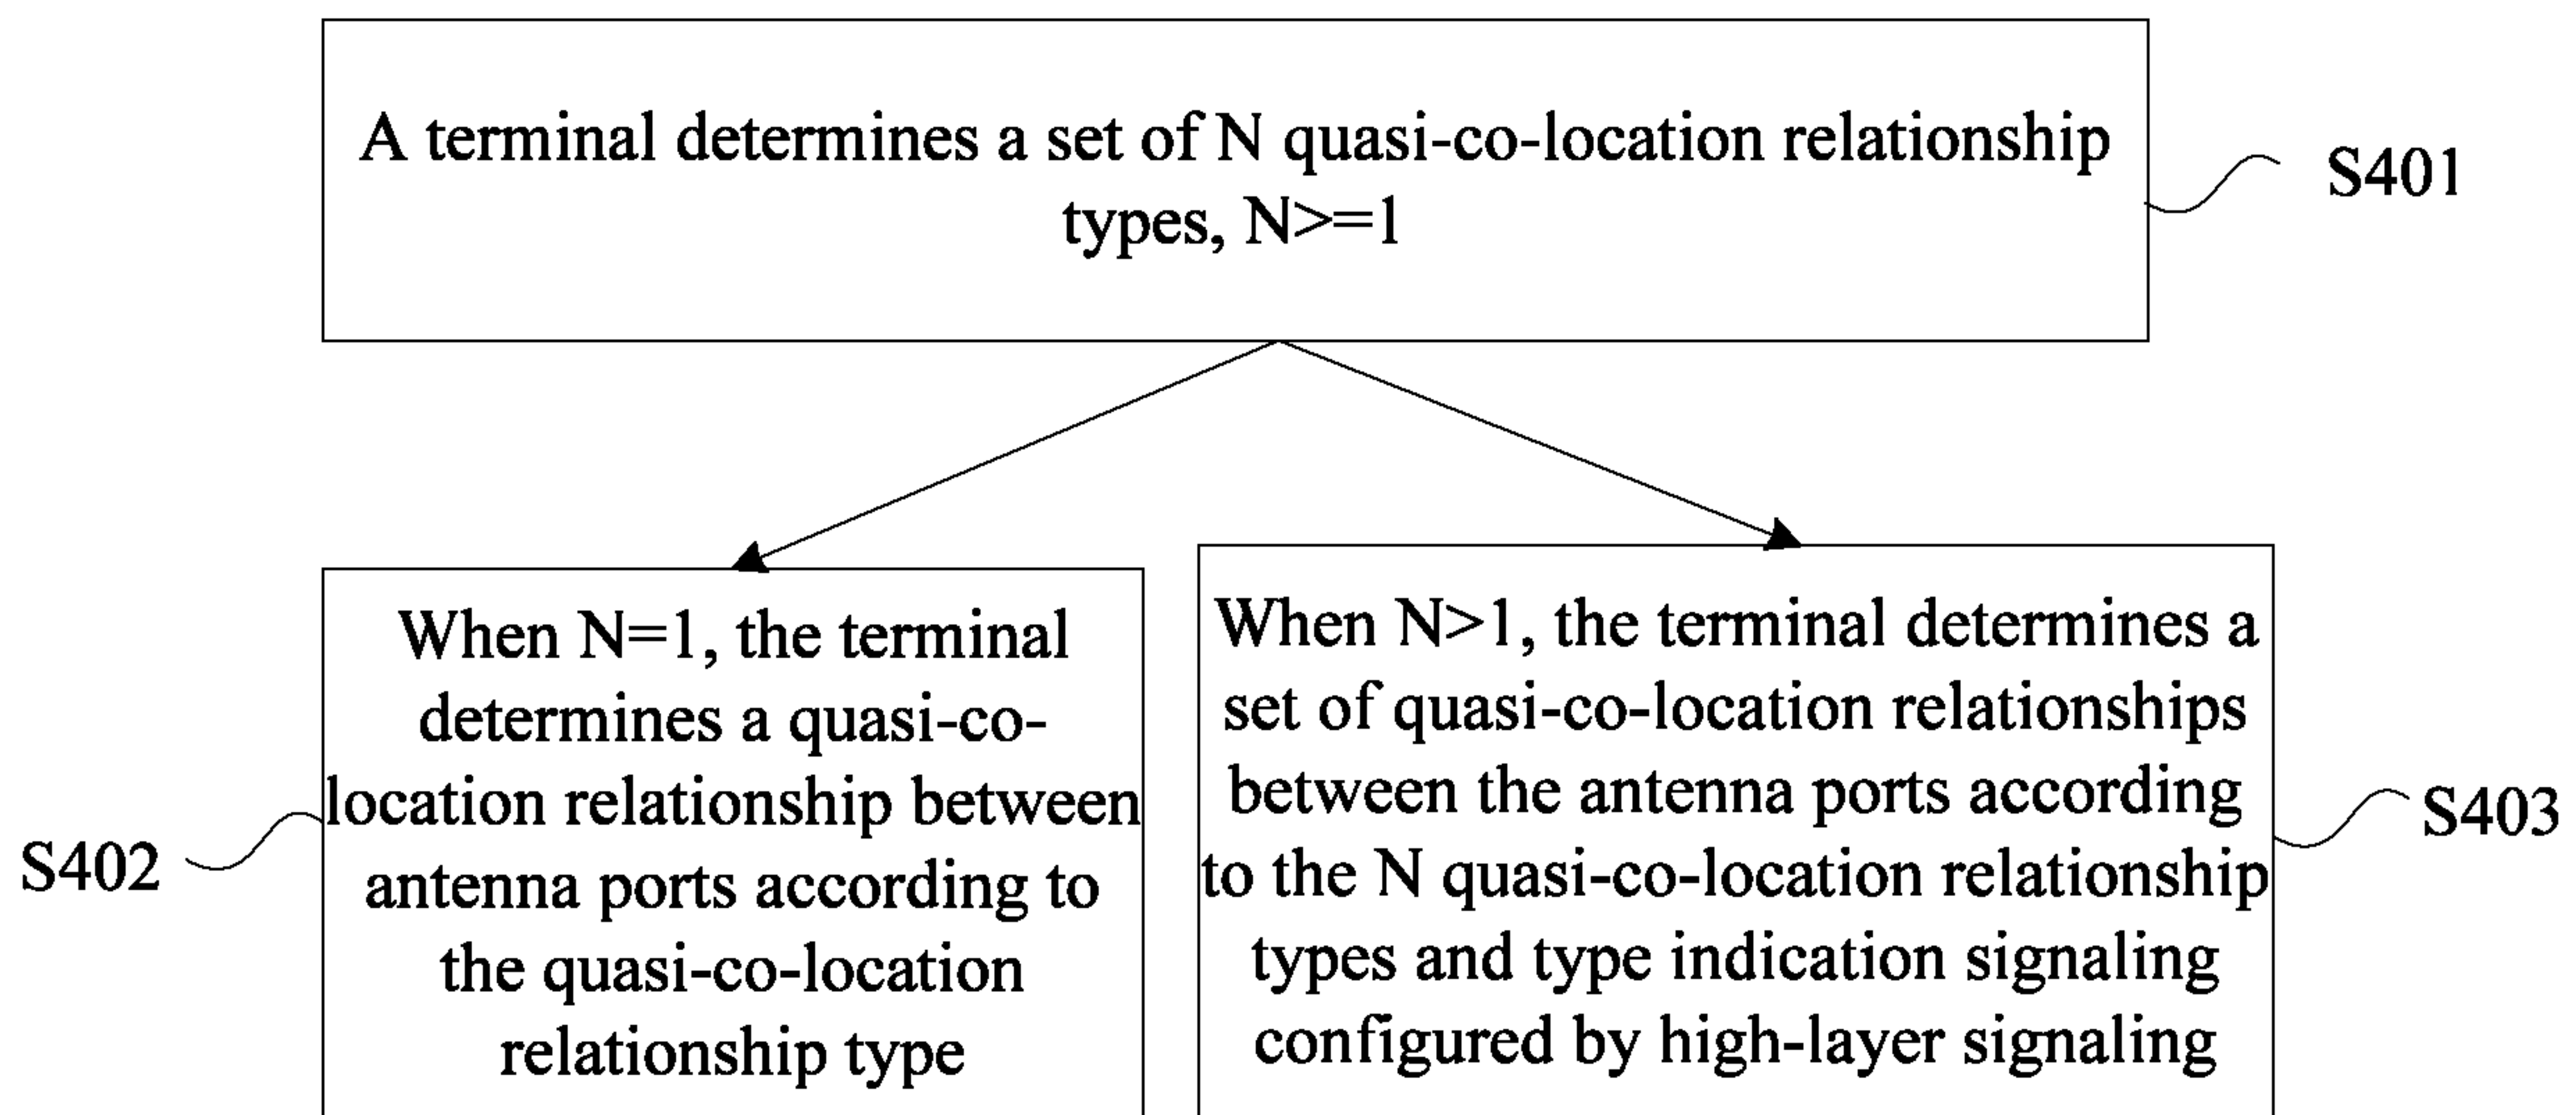 A terminal determines a set of N quasi-co-location relationship
types, N>=1
S401
When N=1, the terminal
determines a quasi-co-
location relationship between
antenna ports according to
the quasi-co-location
relationship type
S402
When N>1, the terminal determines a
set of quasi-co-location relationships
between the antenna ports according
to the N quasi-co-location relationship
types and type indication signaling
configured by high-layer signaling
S403